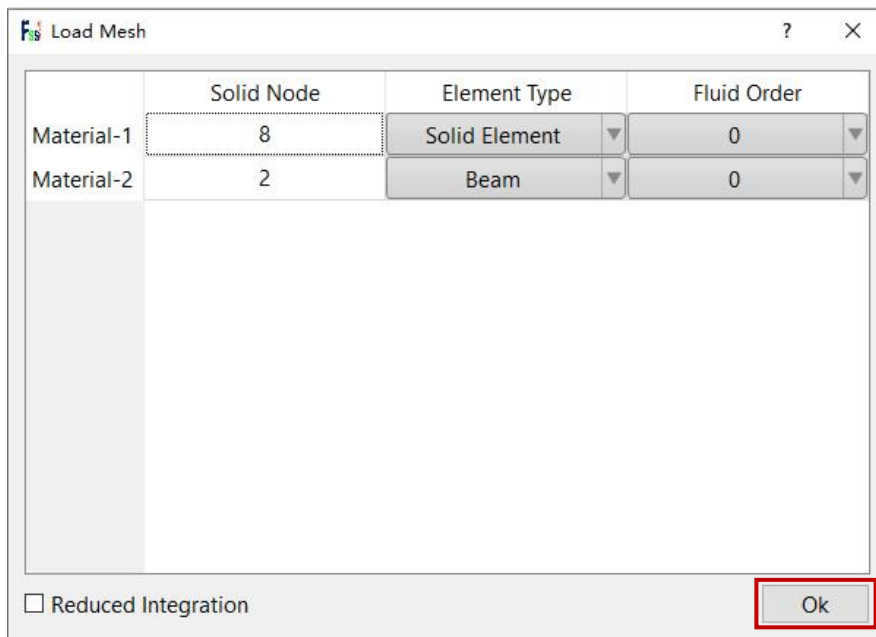 FssI Load Mesh ? ×
Solid Node Element Type Fluid Order
Material-1 8 Solid Element 0
Material-2 2 Beam 0
Reduced Integration Ok